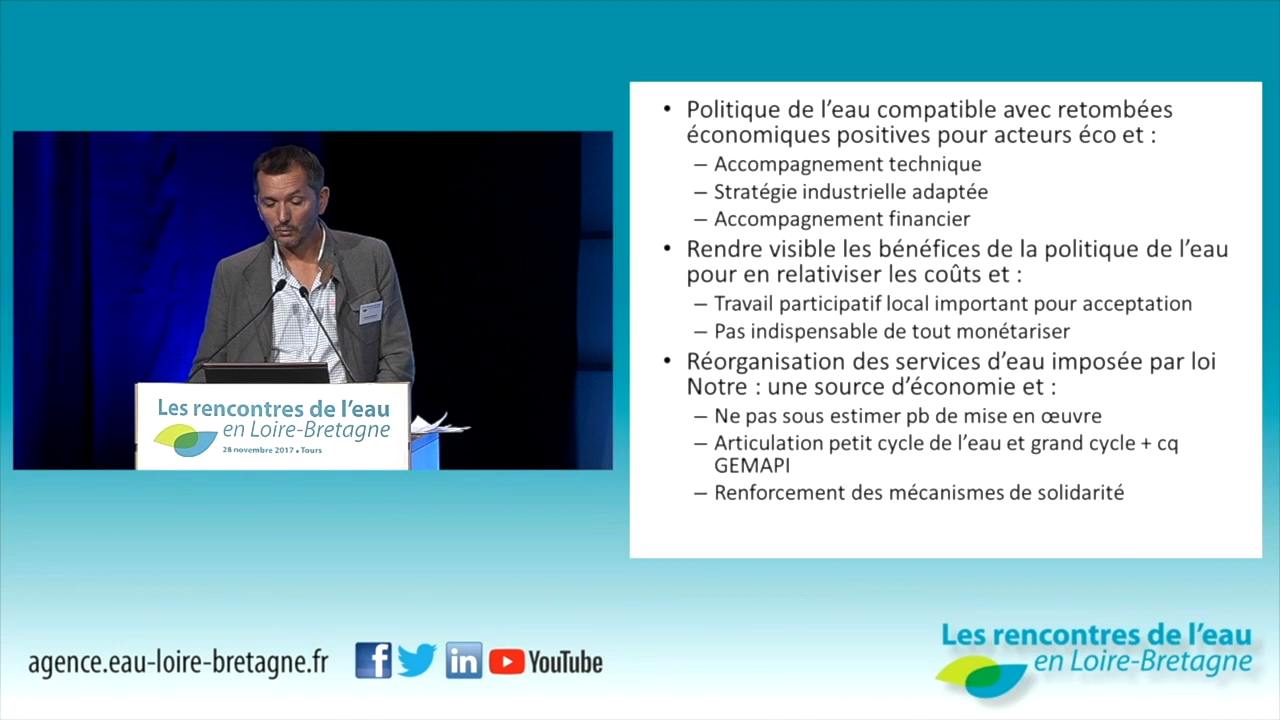 • Politique de l'eau compatible avec retombées
économiques positives pour acteurs éco et :
– Accompagnement technique
– Stratégie industrielle adaptée
– Accompagnement financier
• Rendre visible les bénéfices de la politique de l'eau
pour en relativiser les coûts et :
– Travail participatif local important pour acceptation
– Pas indispensable de tout monétariser
• Réorganisation des services d'eau imposée par loi
Notre : une source d'économie et :
– Ne pas sous estimer pb de mise en œuvre
– Articulation petit cycle de l'eau et grand cycle + cq
GEMAPI
– Renforcement des mécanismes de solidarité
Les rencontres de l'eau
en Loire-Bretagne
28 novembre 2017 • Tours
agence.eau-loire-bretagne.fr
f
in
YouTube
Les rencontres de l'eau
en Loire-Bretagne